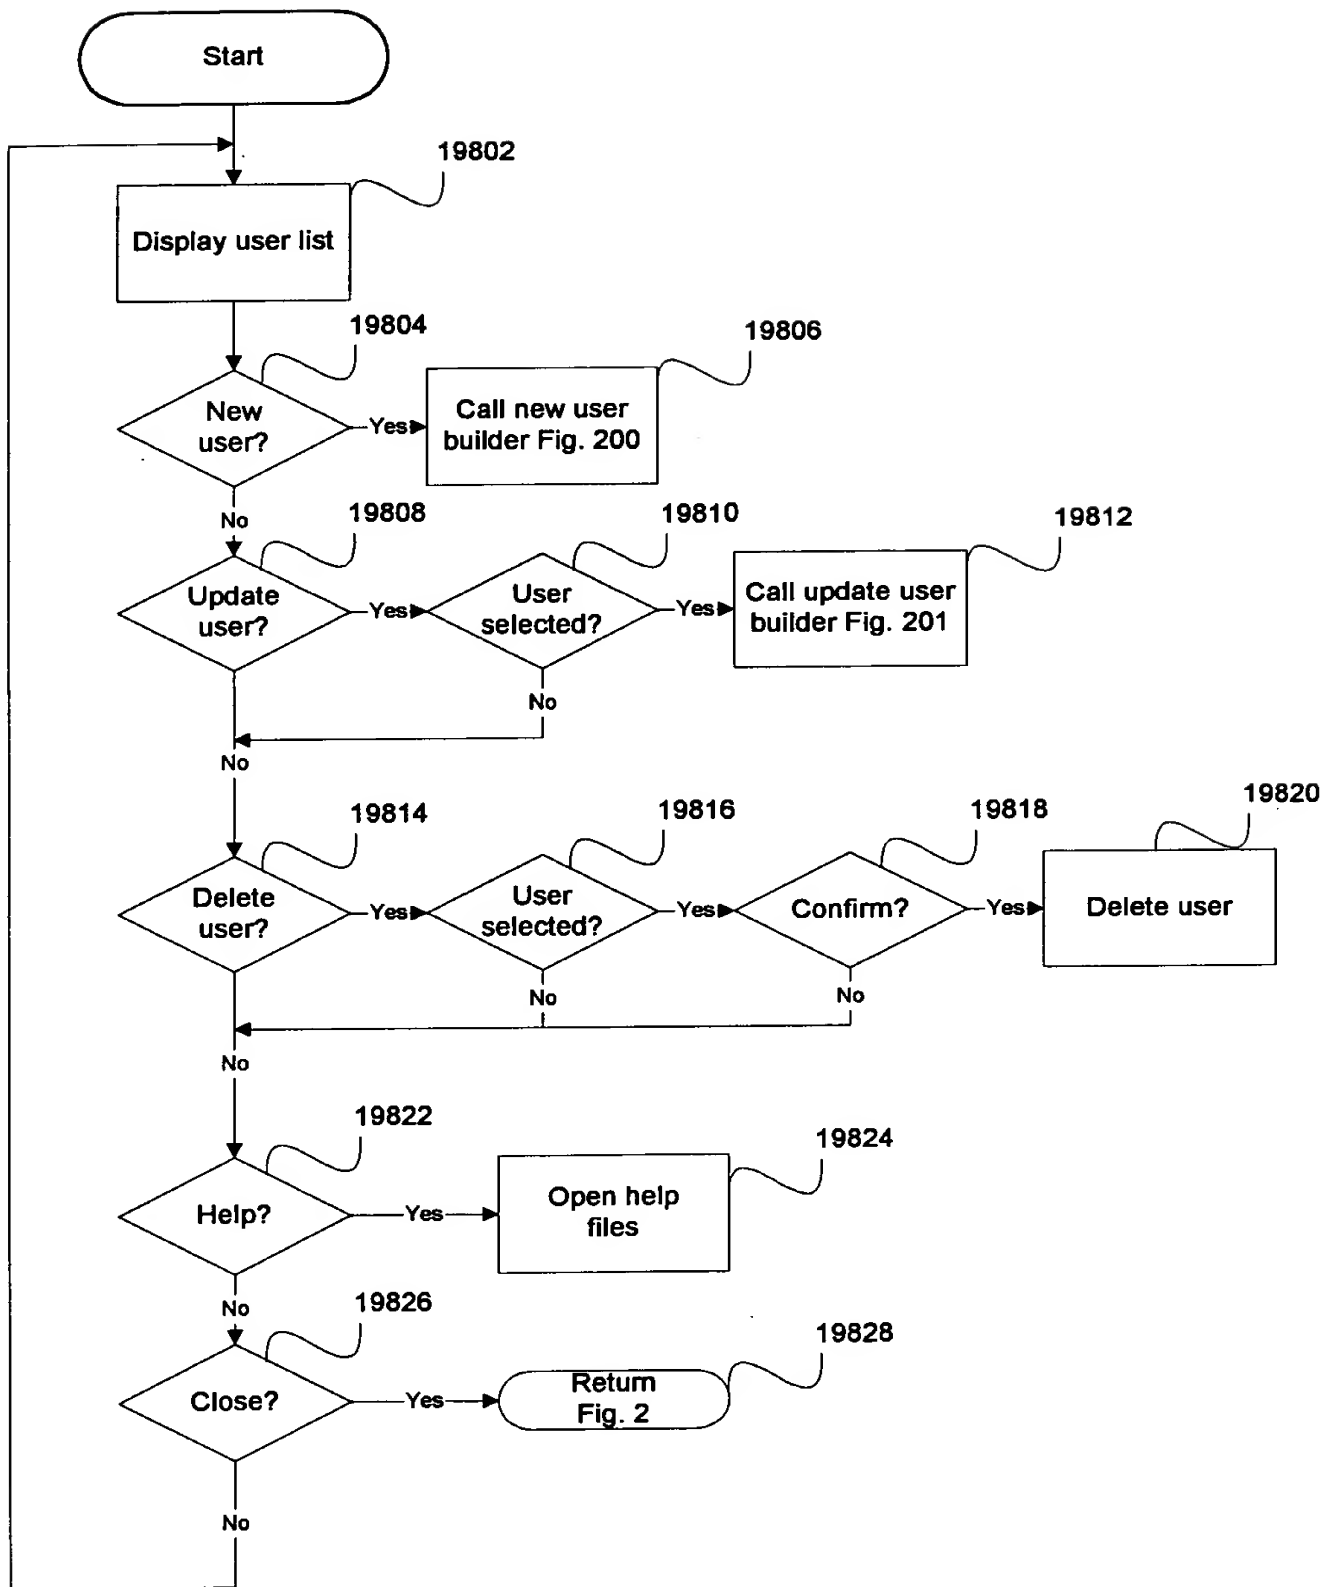 Start
19802
Display user list
19804
19806
New
user?
Yes
Call new user
builder Fig. 200
No
19808
19810
19812
Update
user?
Yes
User
selected?
Yes
Call update user
builder Fig. 201
No
No
19814
19816
19818
19820
Delete
user?
Yes
User
selected?
Yes
Confirm?
Yes
Delete user
No
No
No
19822
19824
Help?
Yes
Open help
files
No
19826
19828
Close?
Yes
Return
Fig. 2
No